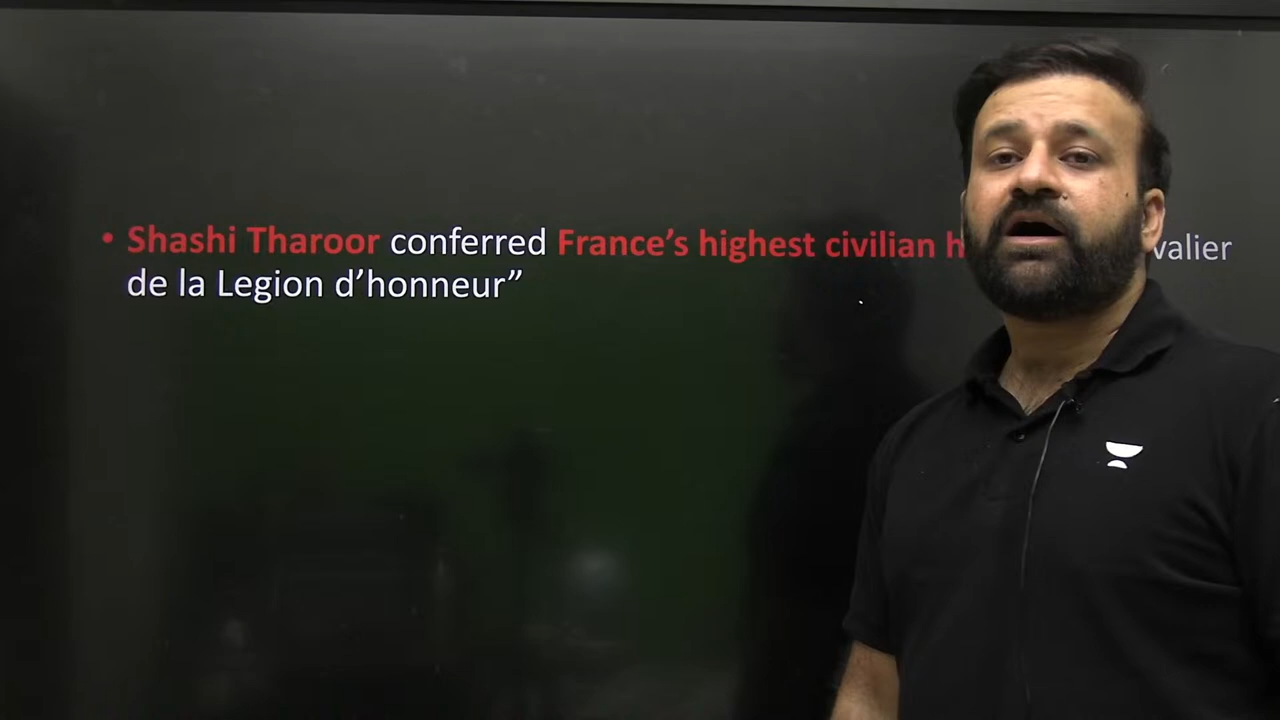 • Shashi Tharoor conferred France’s highest civilian h valier
de la Legion d’honneur”